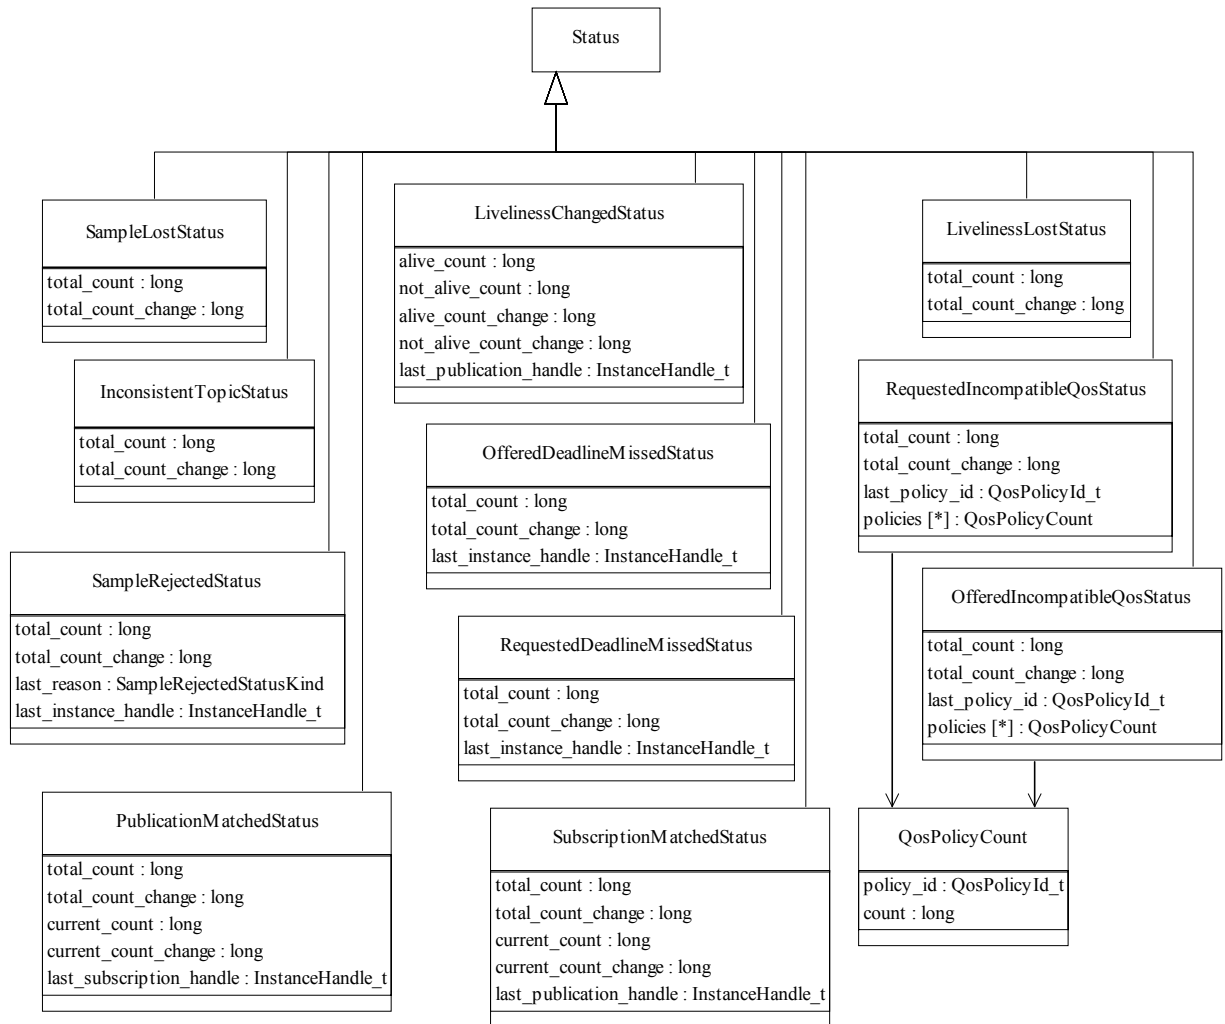 Status
SampleLostStatus
total_count : long
total_count_change : long
InconsistentTopicStatus
total_count : long
total_count_change : long
SampleRejectedStatus
total_count : long
total_count_change : long
last_reason : SampleRejectedStatusKind
last_instance_handle : InstanceHandle_t
PublicationMatchedStatus
total_count : long
total_count_change : long
current_count : long
current_count_change : long
last_subscription_handle : InstanceHandle_t
LivelinessChangedStatus
alive_count : long
not_alive_count : long
alive_count_change : long
not_alive_count_change : long
last_publication_handle : InstanceHandle_t
OfferedDeadlineMissedStatus
total_count : long
total_count_change : long
last_instance_handle : InstanceHandle_t
RequestedDeadlineMissedStatus
total_count : long
total_count_change : long
last_instance_handle : InstanceHandle_t
SubscriptionMatchedStatus
total_count : long
total_count_change : long
current_count : long
current_count_change : long
last_publication_handle : InstanceHandle_t
LivelinessLostStatus
total_count : long
total_count_change : long
RequestedIncompatibleQosStatus
total_count : long
total_count_change : long
last_policy_id : QosPolicyId_t
policies [*] : QosPolicyCount
OfferedIncompatibleQosStatus
total_count : long
total_count_change : long
last_policy_id : QosPolicyId_t
policies [*] : QosPolicyCount
QosPolicyCount
policy_id : QosPolicyId_t
count : long